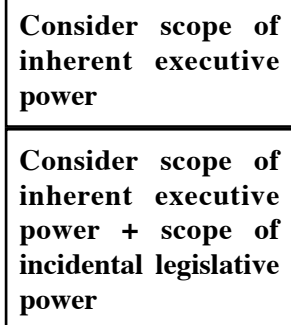 Consider scope of
inherent executive
power
Consider scope of
inherent executive
power + scope of
incidental legislative
power